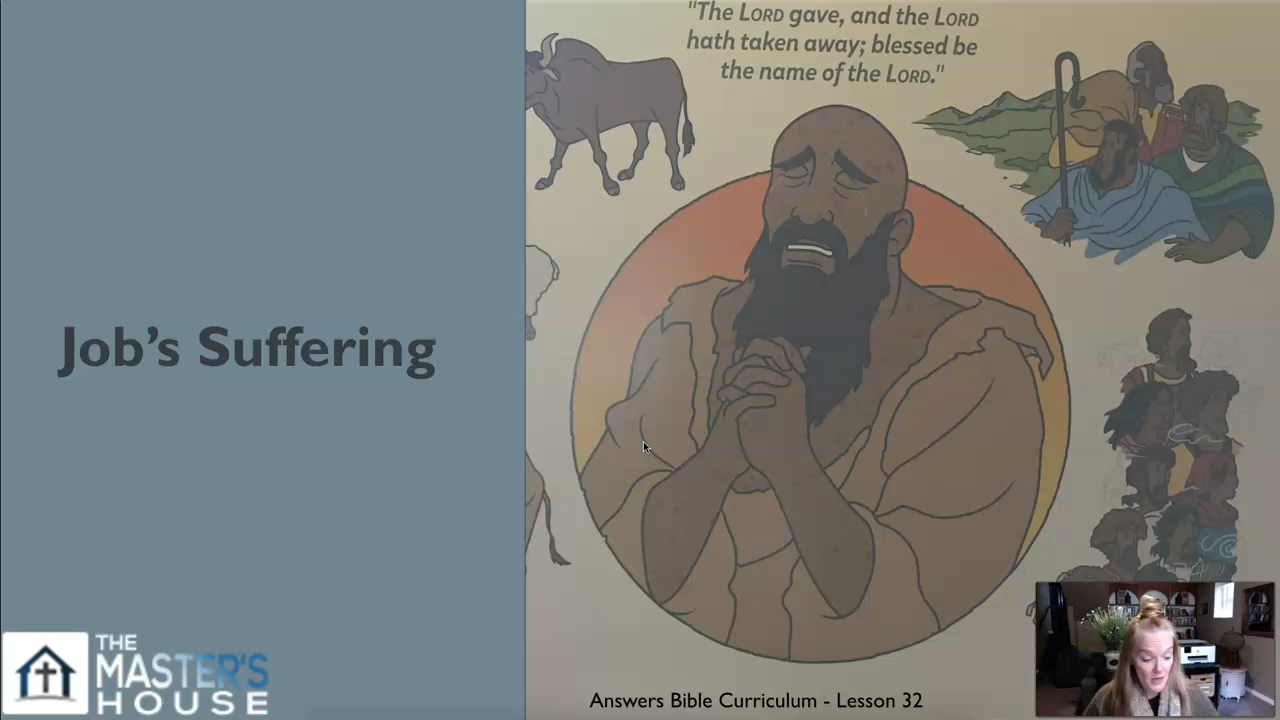 "The LORD gave, and the LORD
hath taken away; blessed be
the name of the LORD."
Job's Suffering
THE
MASTER'S
HOUSE
Answers Bible Curriculum - Lesson 32